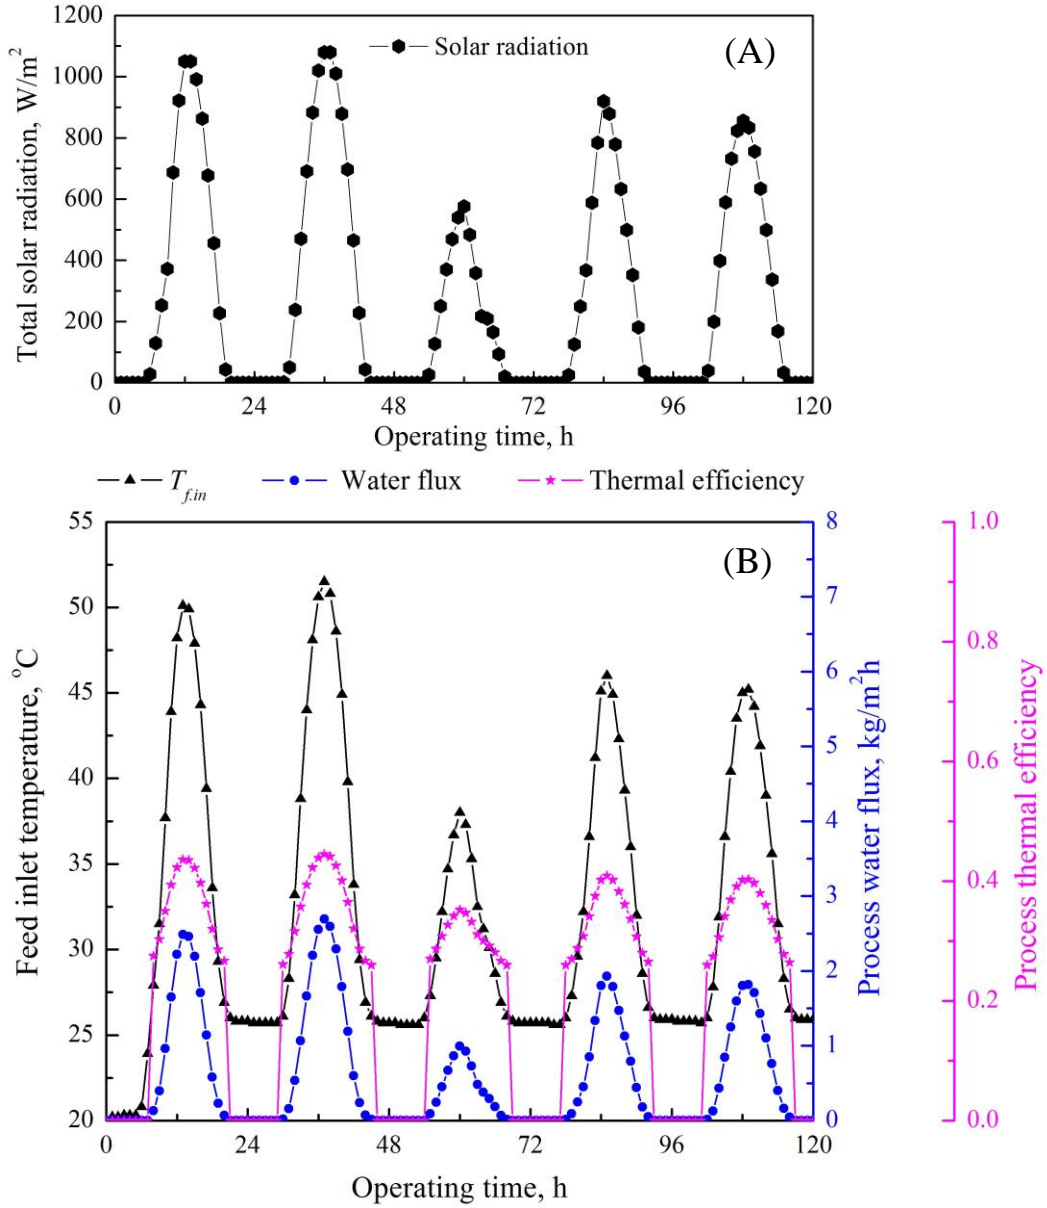 1200
1000
800
600
400
200
0
Total solar radiation, W/m²
Solar radiation
(A)
0 24 48 72 96 120
Operating time, h
T_{f.in} Water flux Thermal efficiency
55
50
45
40
35
30
25
20
Feed inlet temperature, °C
(B)
8
7
6
5
4
3
2
1
0
Process water flux, kg/m²h
1.0
0.8
0.6
0.4
0.2
0.0
Process thermal efficiency
0 24 48 72 96 120
Operating time, h